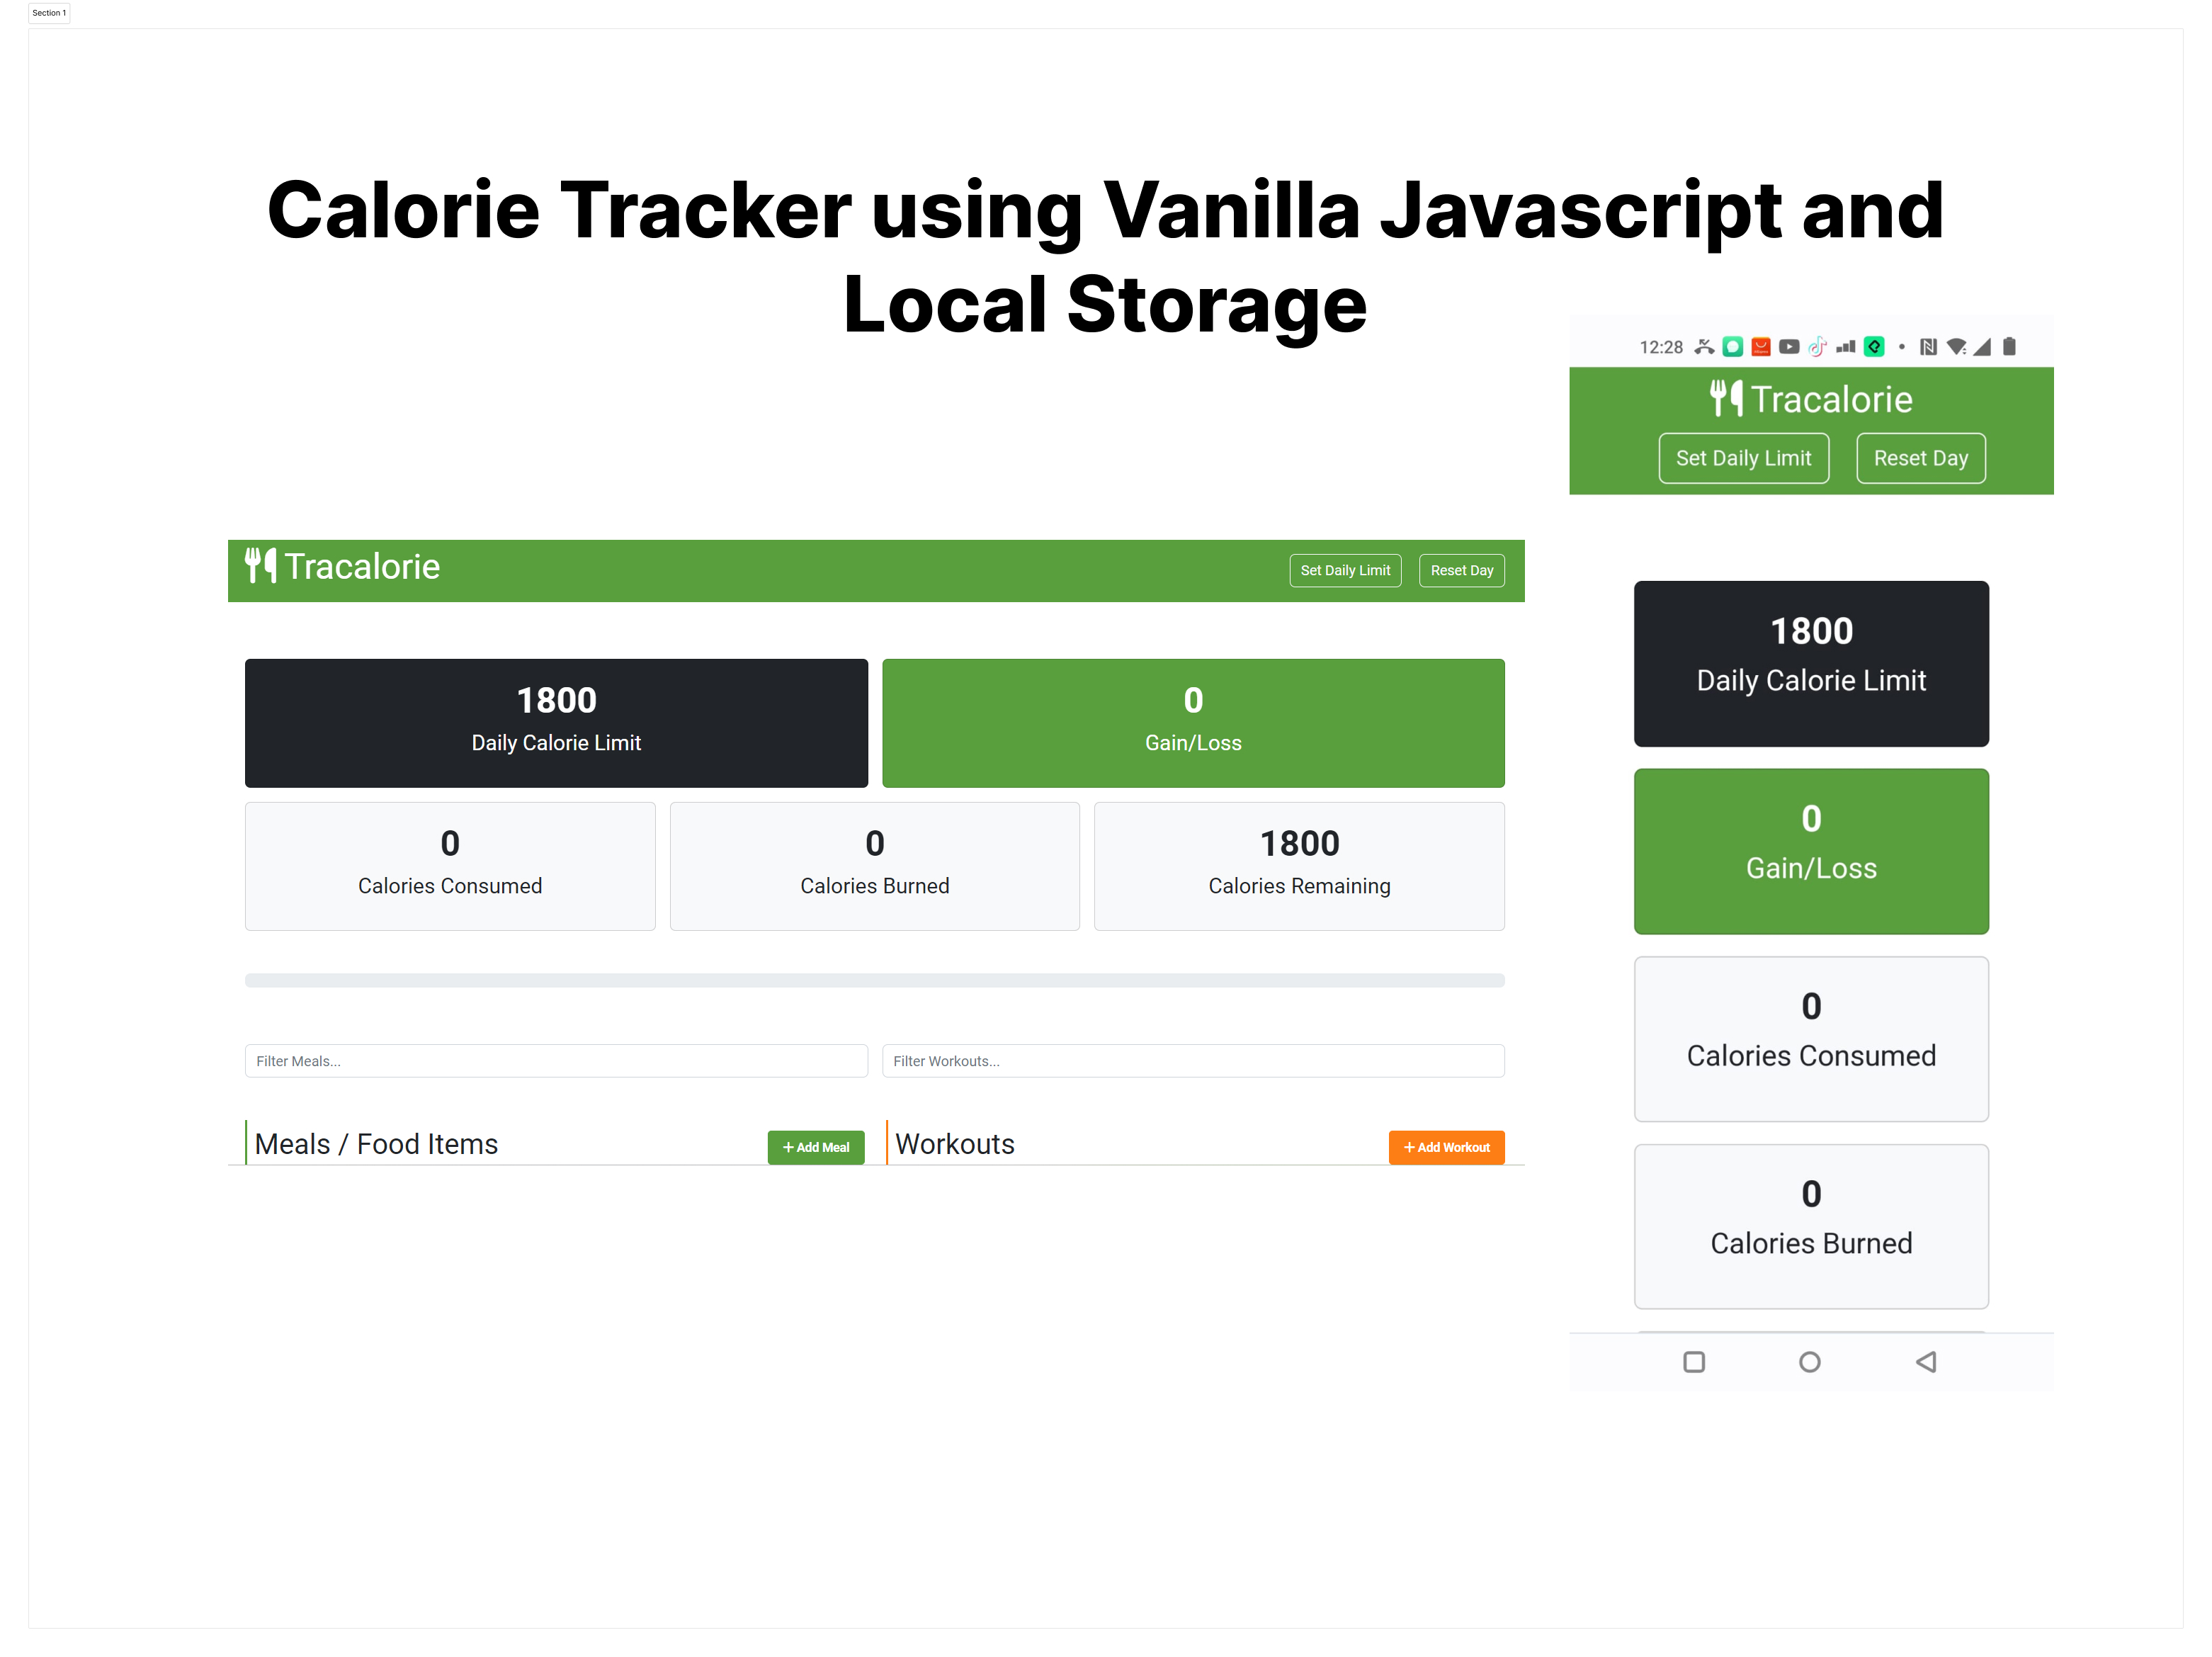 Section 1
Calorie Tracker using Vanilla Javascript and
Local Storage
Tracalorie
Set Daily Limit
Reset Day
1800
Daily Calorie Limit
0
Gain/Loss
0
Calories Consumed
0
Calories Burned
1800
Calories Remaining
Filter Meals...
Filter Workouts...
Meals / Food Items
+ Add Meal
Workouts
+ Add Workout
12:28
Tracalorie
Set Daily Limit
Reset Day
1800
Daily Calorie Limit
0
Gain/Loss
0
Calories Consumed
0
Calories Burned